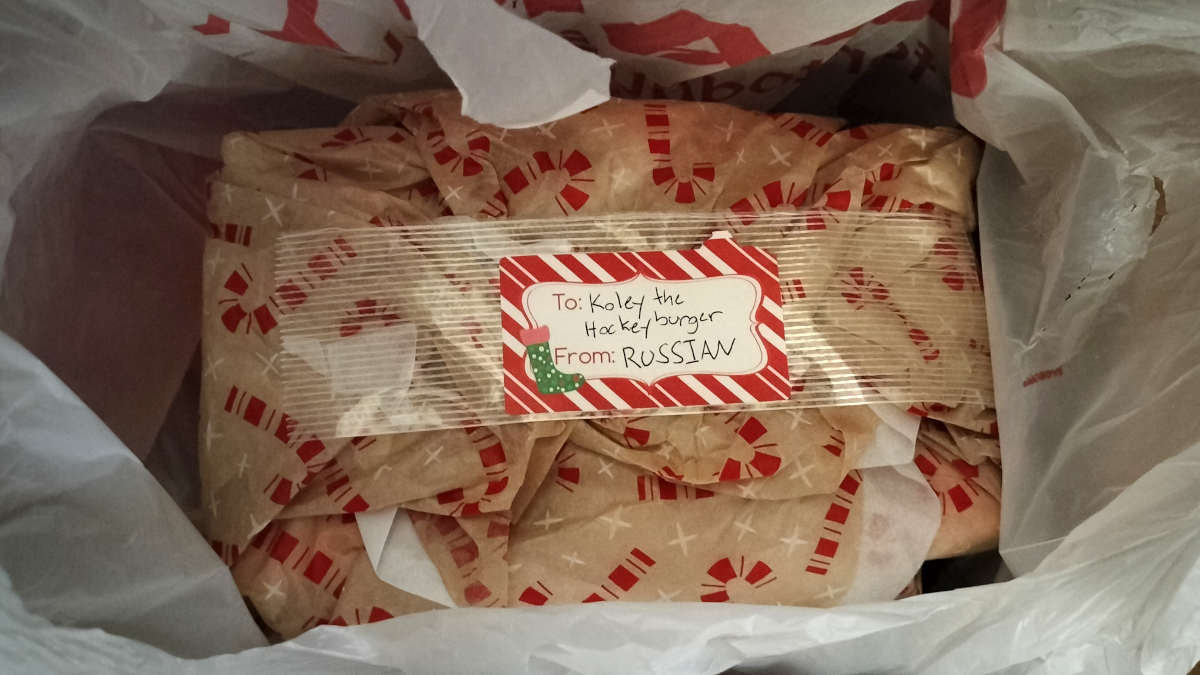 To: Koley the
Hockeyburger
From: RUSSIAN